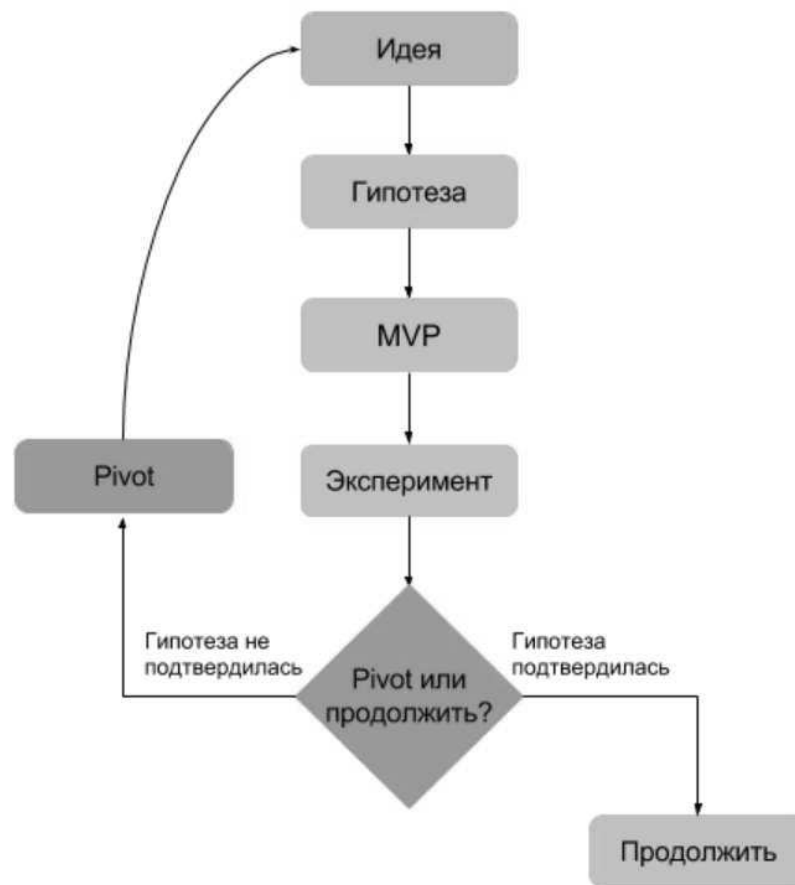 Идея
Гипотеза
MVP
Pivot
Эксперимент
Гипотеза не
подтвердилась
Гипотеза
подтвердилась
Pivot или
продолжить?
Продолжить